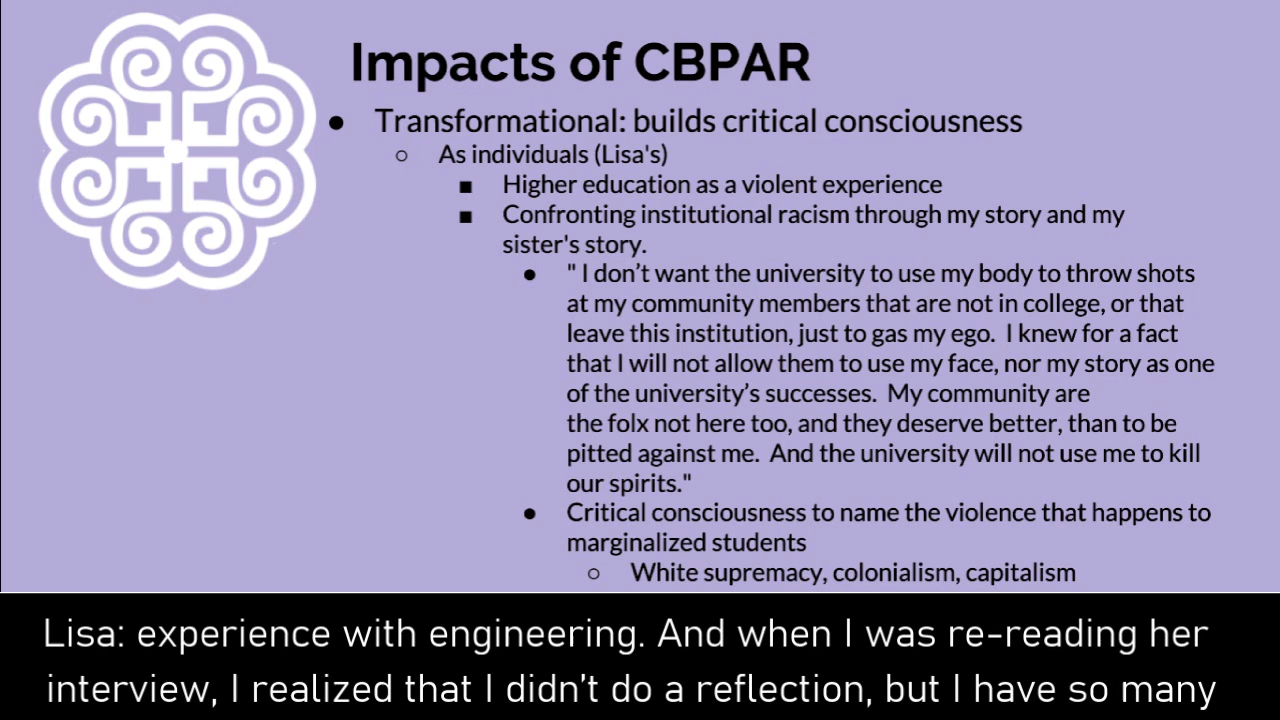 Impacts of CBPAR
● Transformational: builds critical consciousness
○ As individuals (Lisa's)
■ Higher education as a violent experience
■ Confronting institutional racism through my story and my
sister's story.
● " I don’t want the university to use my body to throw shots
at my community members that are not in college, or that
leave this institution, just to gas my ego.  I knew for a fact
that I will not allow them to use my face, nor my story as one
of the university’s successes.  My community are
the folx not here too, and they deserve better, than to be
pitted against me.  And the university will not use me to kill
our spirits."
● Critical consciousness to name the violence that happens to
marginalized students
○ White supremacy, colonialism, capitalism
Lisa: experience with engineering. And when I was re-reading her
interview, I realized that I didn’t do a reflection, but I have so many